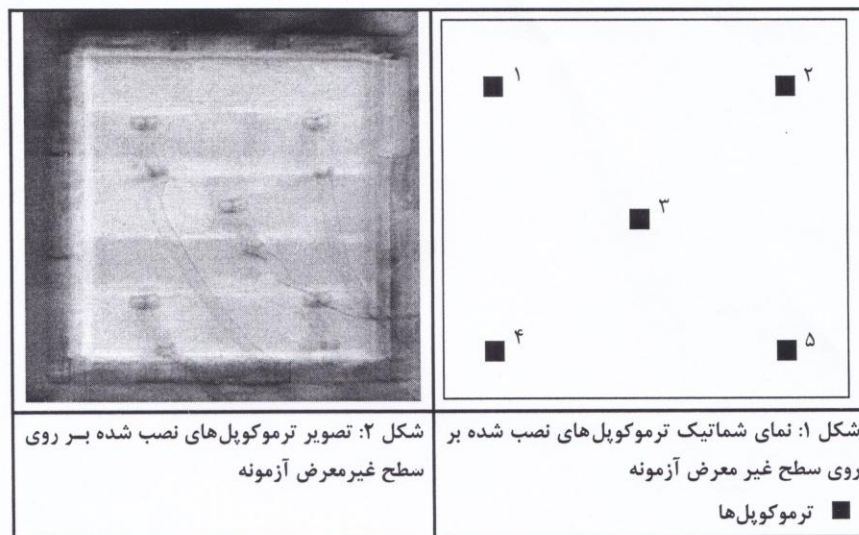 ۱
۲
۳
۴
۵
شکل ۱: نمای شماتیک ترموکوپل‌های نصب شده بر
روی سطح غیر معرض آزمونه
■ ترموکوپل‌ها
شکل ۲: تصویر ترموکوپل‌های نصب شده بــر روی
سطح غیرمعرض آزمونه